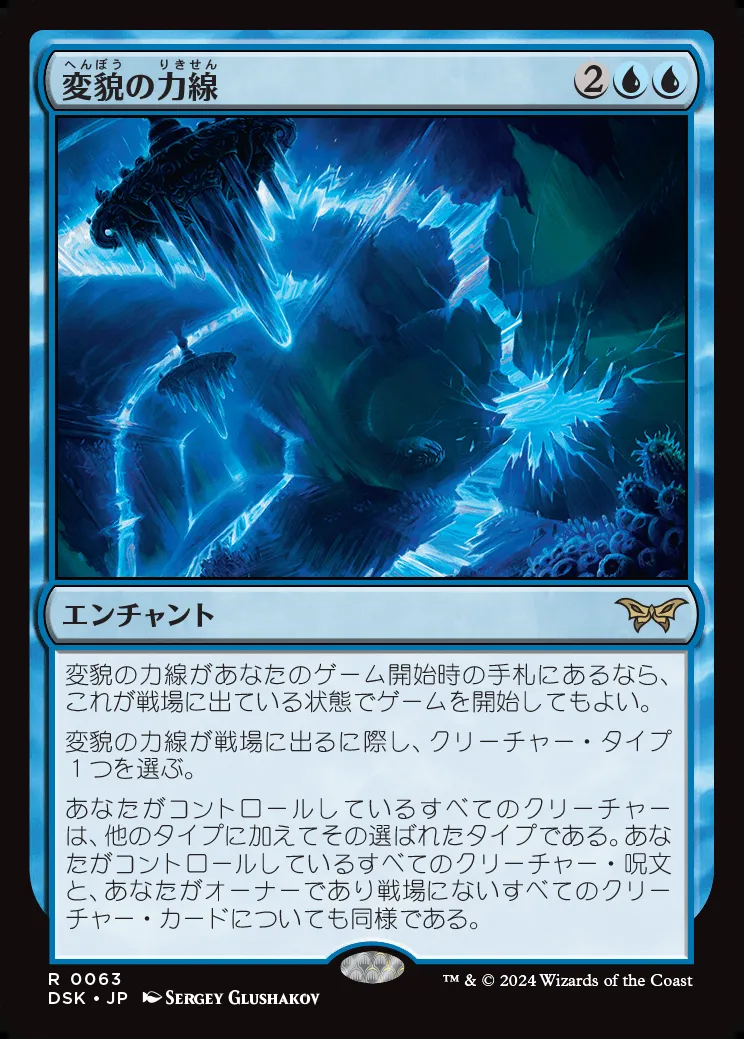 へんぼう りきせん
変貌の力線
2
エンチャント
変貌の力線があなたのゲーム開始時の手札にあるなら、
これが戦場に出ている状態でゲームを開始してもよい。
変貌の力線が戦場に出るに際し、クリーチャー・タイプ
１つを選ぶ。
あなたがコントロールしているすべてのクリーチャー
は、他のタイプに加えてその選ばれたタイプである。あな
たがコントロールしているすべてのクリーチャー・呪文
と、あなたがオーナーであり戦場にないすべてのクリー
チャー・カードについても同様である。
R 0063
DSK • JP Sergey Glushakov
™ & © 2024 Wizards of the Coast